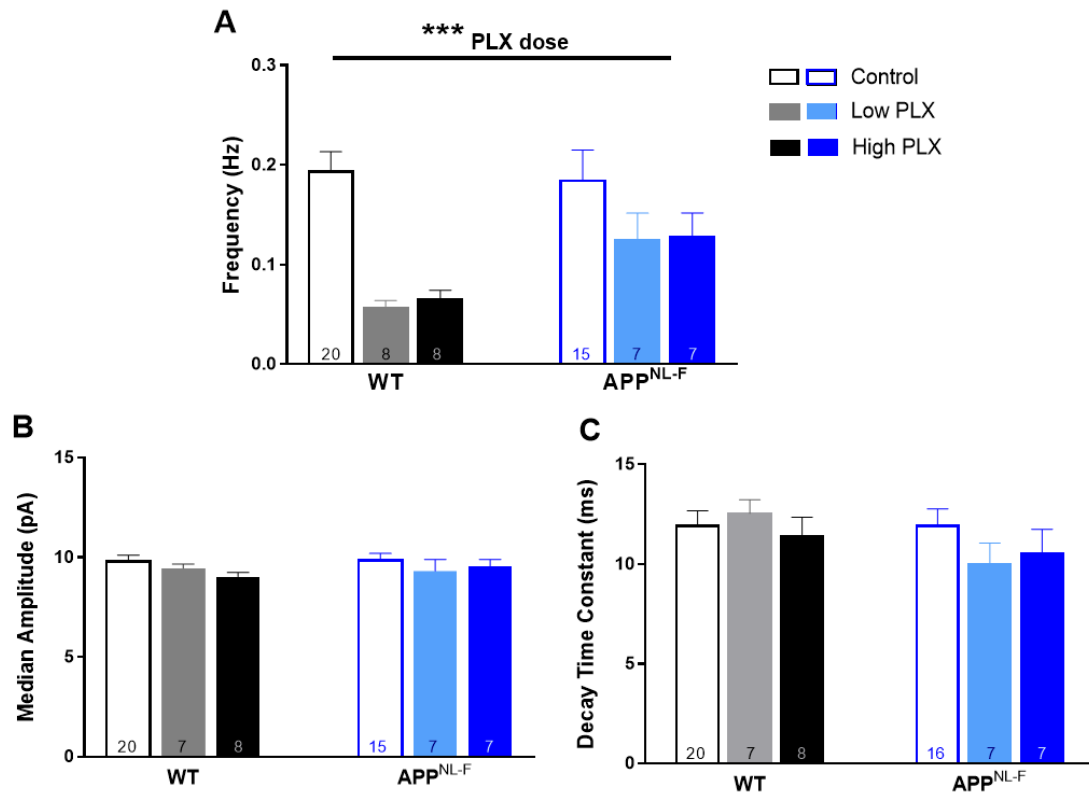 A
*** PLX dose
Frequency (Hz)
0.3
0.2
0.1
0.0
20
8
8
15
7
7
WT
APP^NL-F
Control
Low PLX
High PLX
B
Median Amplitude (pA)
15
10
5
0
20
7
8
15
7
7
WT
APP^NL-F
C
Decay Time Constant (ms)
15
10
5
0
20
7
8
16
7
7
WT
APP^NL-F